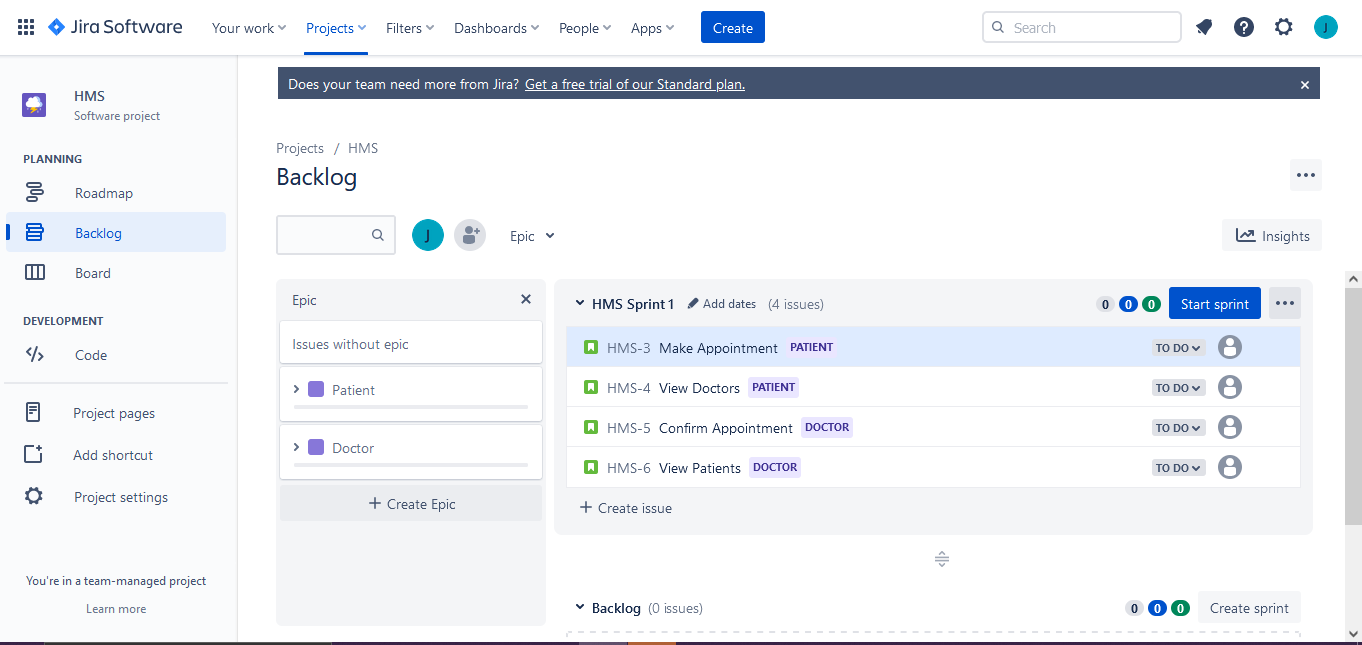 Jira Software Your work Projects Filters Dashboards People Apps Create Search J
Does your team need more from Jira? Get a free trial of our Standard plan.
HMS
Software project
PLANNING
Roadmap
Backlog
Board
DEVELOPMENT
Code
Project pages
Add shortcut
Project settings
You're in a team-managed project
Learn more
Projects / HMS
Backlog
J Epic Insights
Epic
Issues without epic
Patient
Doctor
+ Create Epic
HMS Sprint 1 Add dates (4 issues) 0 0 0 Start sprint
HMS-3 Make Appointment PATIENT TO DO
HMS-4 View Doctors PATIENT TO DO
HMS-5 Confirm Appointment DOCTOR TO DO
HMS-6 View Patients DOCTOR TO DO
+ Create issue
Backlog (0 issues) 0 0 0 Create sprint